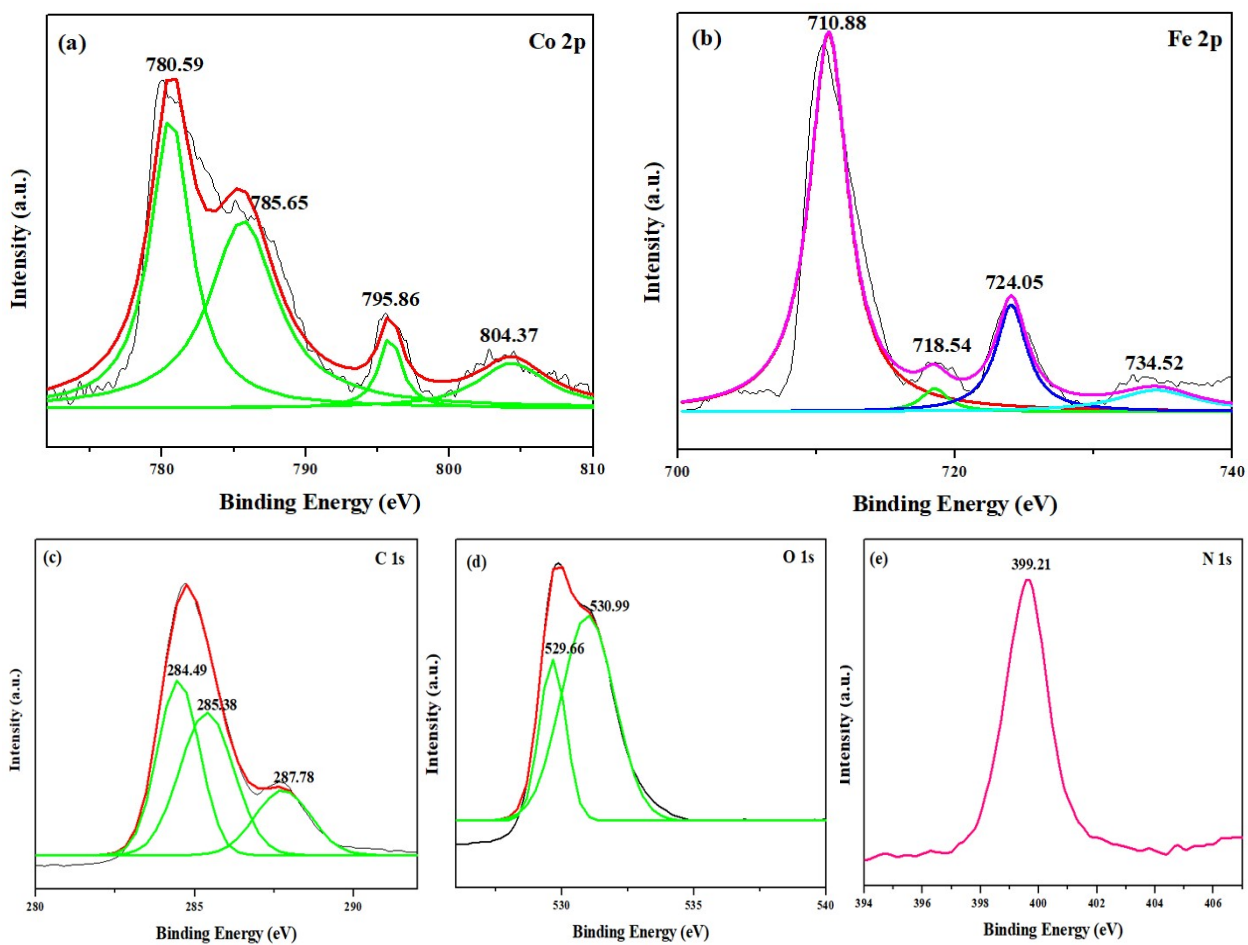 (a)
Co 2p
780.59
785.65
795.86
804.37
Intensity (a.u.)
780 790 800 810
Binding Energy (eV)
(b)
Fe 2p
710.88
718.54
724.05
734.52
Intensity (a.u.)
700 720 740
Binding Energy (eV)
(c)
C 1s
284.49
285.38
287.78
Intensity (a.u.)
280 285 290
Binding Energy (eV)
(d)
O 1s
529.66
530.99
Intensity (a.u.)
530 535 540
Binding Energy (eV)
(e)
N 1s
399.21
Intensity (a.u.)
394 396 398 400 402 404 406
Binding Energy (eV)